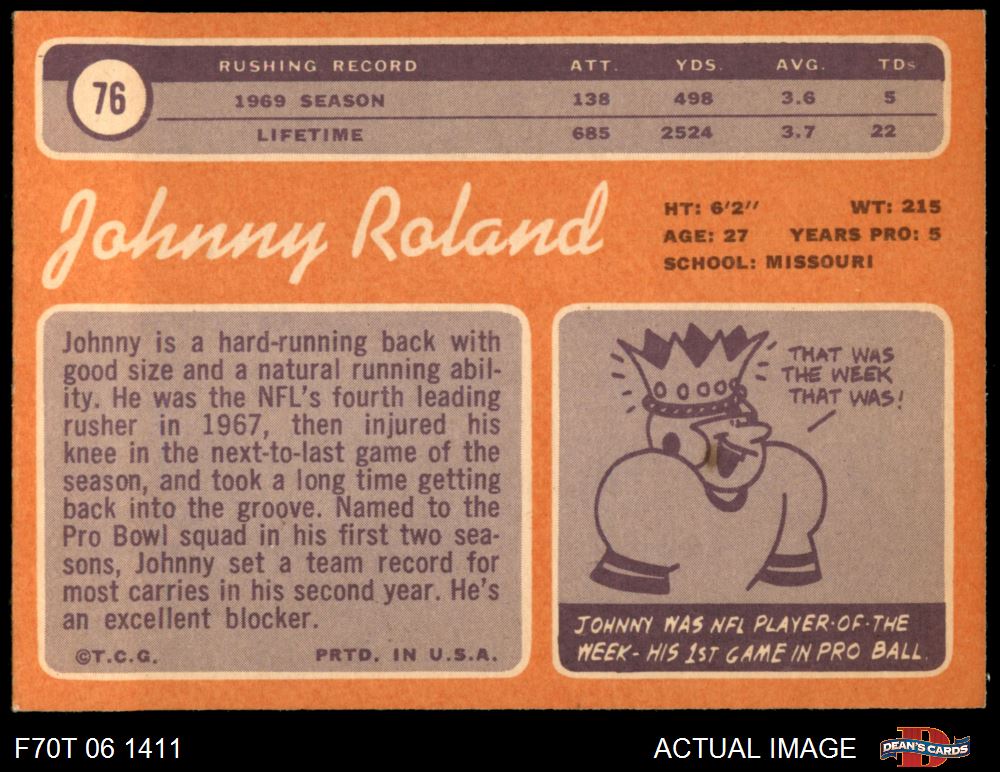 RUSHING RECORD ATT. YDS. AVG. TDs
76
1969 SEASON 138 498 3.6 5
LIFETIME 685 2524 3.7 22
Johnny Roland
HT: 6'2'' WT: 215
AGE: 27 YEARS PRO: 5
SCHOOL: MISSOURI
Johnny is a hard-running back with
good size and a natural running abil-
ity. He was the NFL's fourth leading
rusher in 1967, then injured his
knee in the next-to-last game of the
season, and took a long time getting
back into the groove. Named to the
Pro Bowl squad in his first two sea-
sons, Johnny set a team record for
most carries in his second year. He's
an excellent blocker.
©T.C.G. PRTD. IN U.S.A.
THAT WAS
THE WEEK
THAT WAS!
JOHNNY WAS NFL PLAYER-OF-THE
WEEK- HIS 1ST GAME IN PRO BALL.
F70T 06 1411
ACTUAL IMAGE
D
DEAN'S CARDS